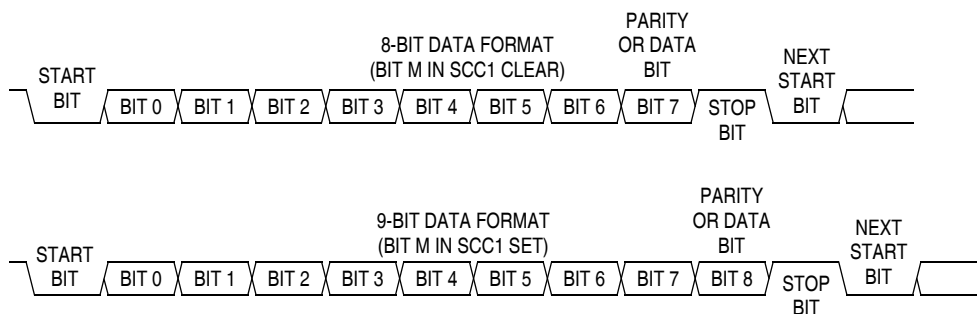 8-BIT DATA FORMAT
(BIT M IN SCC1 CLEAR)
PARITY
OR DATA
BIT
START
BIT
BIT 0 BIT 1 BIT 2 BIT 3 BIT 4 BIT 5 BIT 6 BIT 7
STOP
BIT
NEXT
START
BIT
9-BIT DATA FORMAT
(BIT M IN SCC1 SET)
PARITY
OR DATA
BIT
START
BIT
BIT 0 BIT 1 BIT 2 BIT 3 BIT 4 BIT 5 BIT 6 BIT 7 BIT 8
STOP
BIT
NEXT
START
BIT